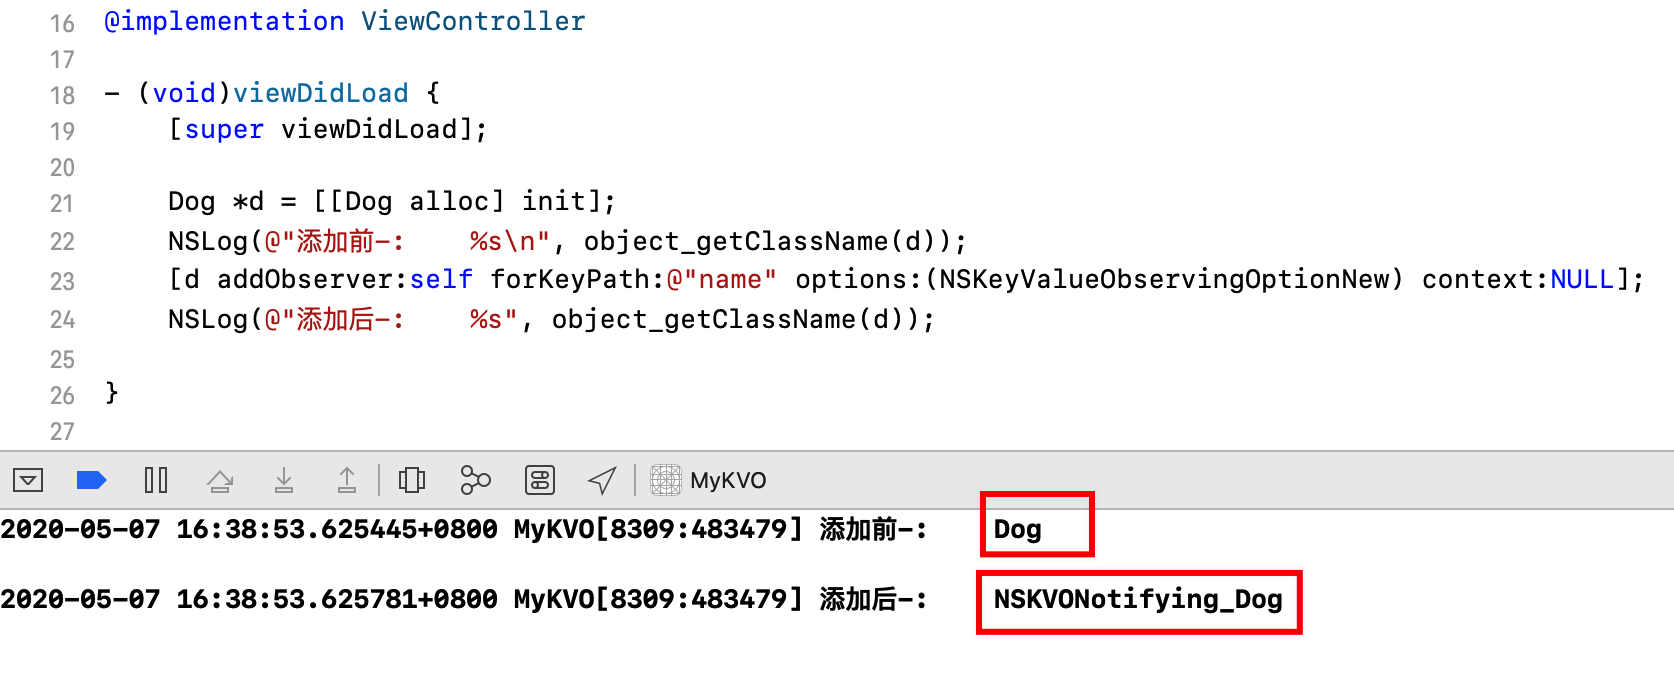 16 @implementation ViewController
17
18 - (void)viewDidLoad {
19 [super viewDidLoad];
20
21 Dog *d = [[Dog alloc] init];
22 NSLog(@"添加前-: %s\n", object_getClassName(d));
23 [d addObserver:self forKeyPath:@"name" options:(NSKeyValueObservingOptionNew) context:NULL];
24 NSLog(@"添加后-: %s", object_getClassName(d));
25
26 }
27
MyKVO
2020-05-07 16:38:53.625445+0800 MyKVO[8309:483479] 添加前-: Dog
2020-05-07 16:38:53.625781+0800 MyKVO[8309:483479] 添加后-: NSKVONotifying_Dog